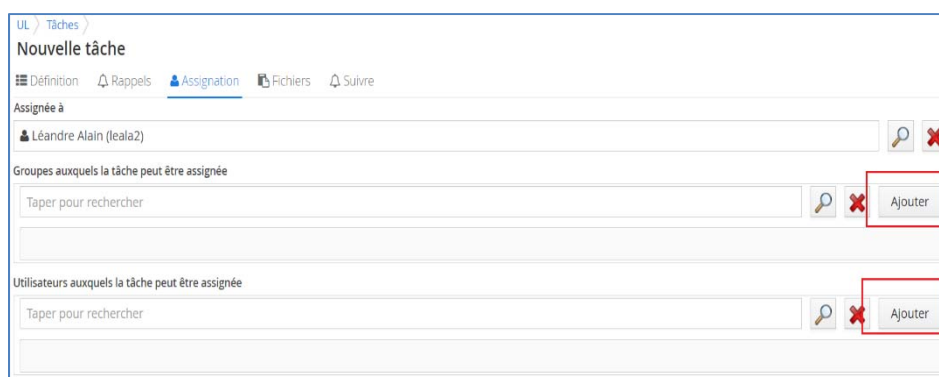 UL Tâches
Nouvelle tâche
Définition Rappels Assignation Fichiers Suivre
Assignée à
Léandre Alain (leala2)
Groupes auxquels la tâche peut être assignée
Taper pour rechercher Ajouter
Utilisateurs auxquels la tâche peut être assignée
Taper pour rechercher Ajouter